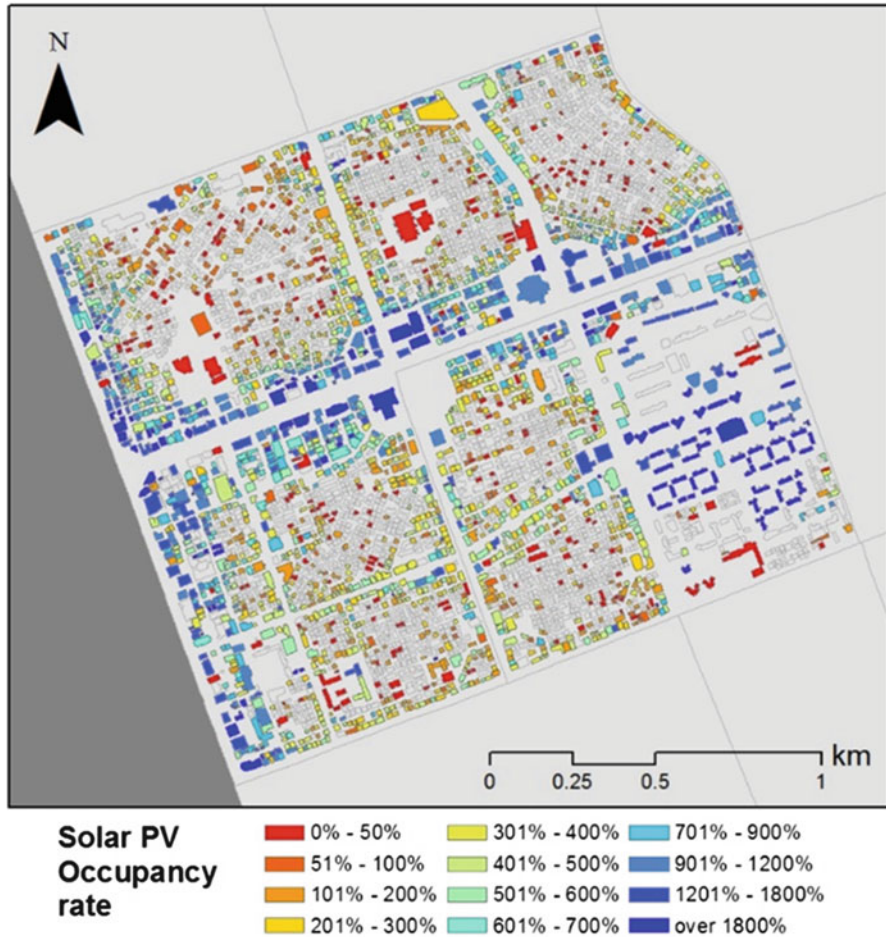 N
km
0 0.25 0.5 1
Solar PV
Occupancy
rate
0% - 50%
51% - 100%
101% - 200%
201% - 300%
301% - 400%
401% - 500%
501% - 600%
601% - 700%
701% - 900%
901% - 1200%
1201% - 1800%
over 1800%